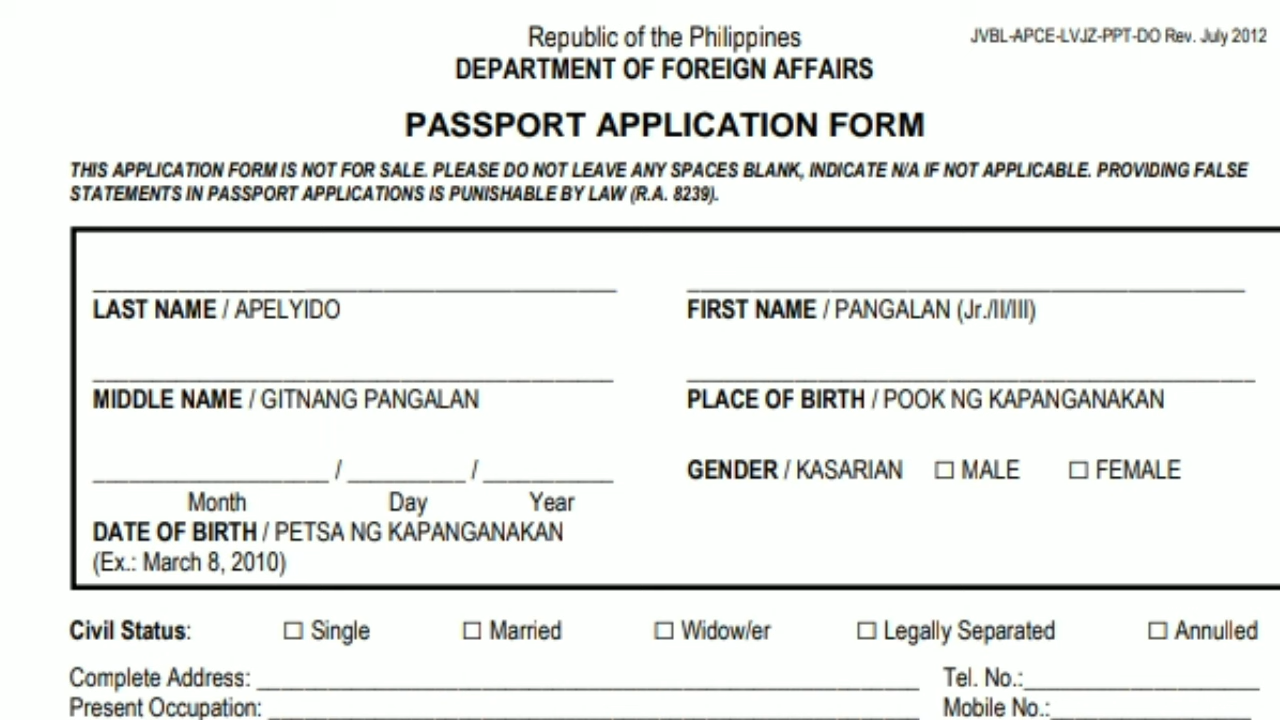 Republic of the Philippines
JVBL-APCE-LVJZ-PPT-DO Rev. July 2012
DEPARTMENT OF FOREIGN AFFAIRS
PASSPORT APPLICATION FORM
THIS APPLICATION FORM IS NOT FOR SALE. PLEASE DO NOT LEAVE ANY SPACES BLANK, INDICATE N/A IF NOT APPLICABLE. PROVIDING FALSE
STATEMENTS IN PASSPORT APPLICATIONS IS PUNISHABLE BY LAW (R.A. 8239).
LAST NAME / APELYIDO
FIRST NAME / PANGALAN (Jr./II/III)
MIDDLE NAME / GITNANG PANGALAN
PLACE OF BIRTH / POOK NG KAPANGANAKAN
/ /
GENDER / KASARIAN ☐ MALE ☐ FEMALE
Month Day Year
DATE OF BIRTH / PETSA NG KAPANGANAKAN
(Ex.: March 8, 2010)
Civil Status: ☐ Single ☐ Married ☐ Widow/er ☐ Legally Separated ☐ Annulled
Complete Address: Tel. No.:
Present Occupation: Mobile No.: